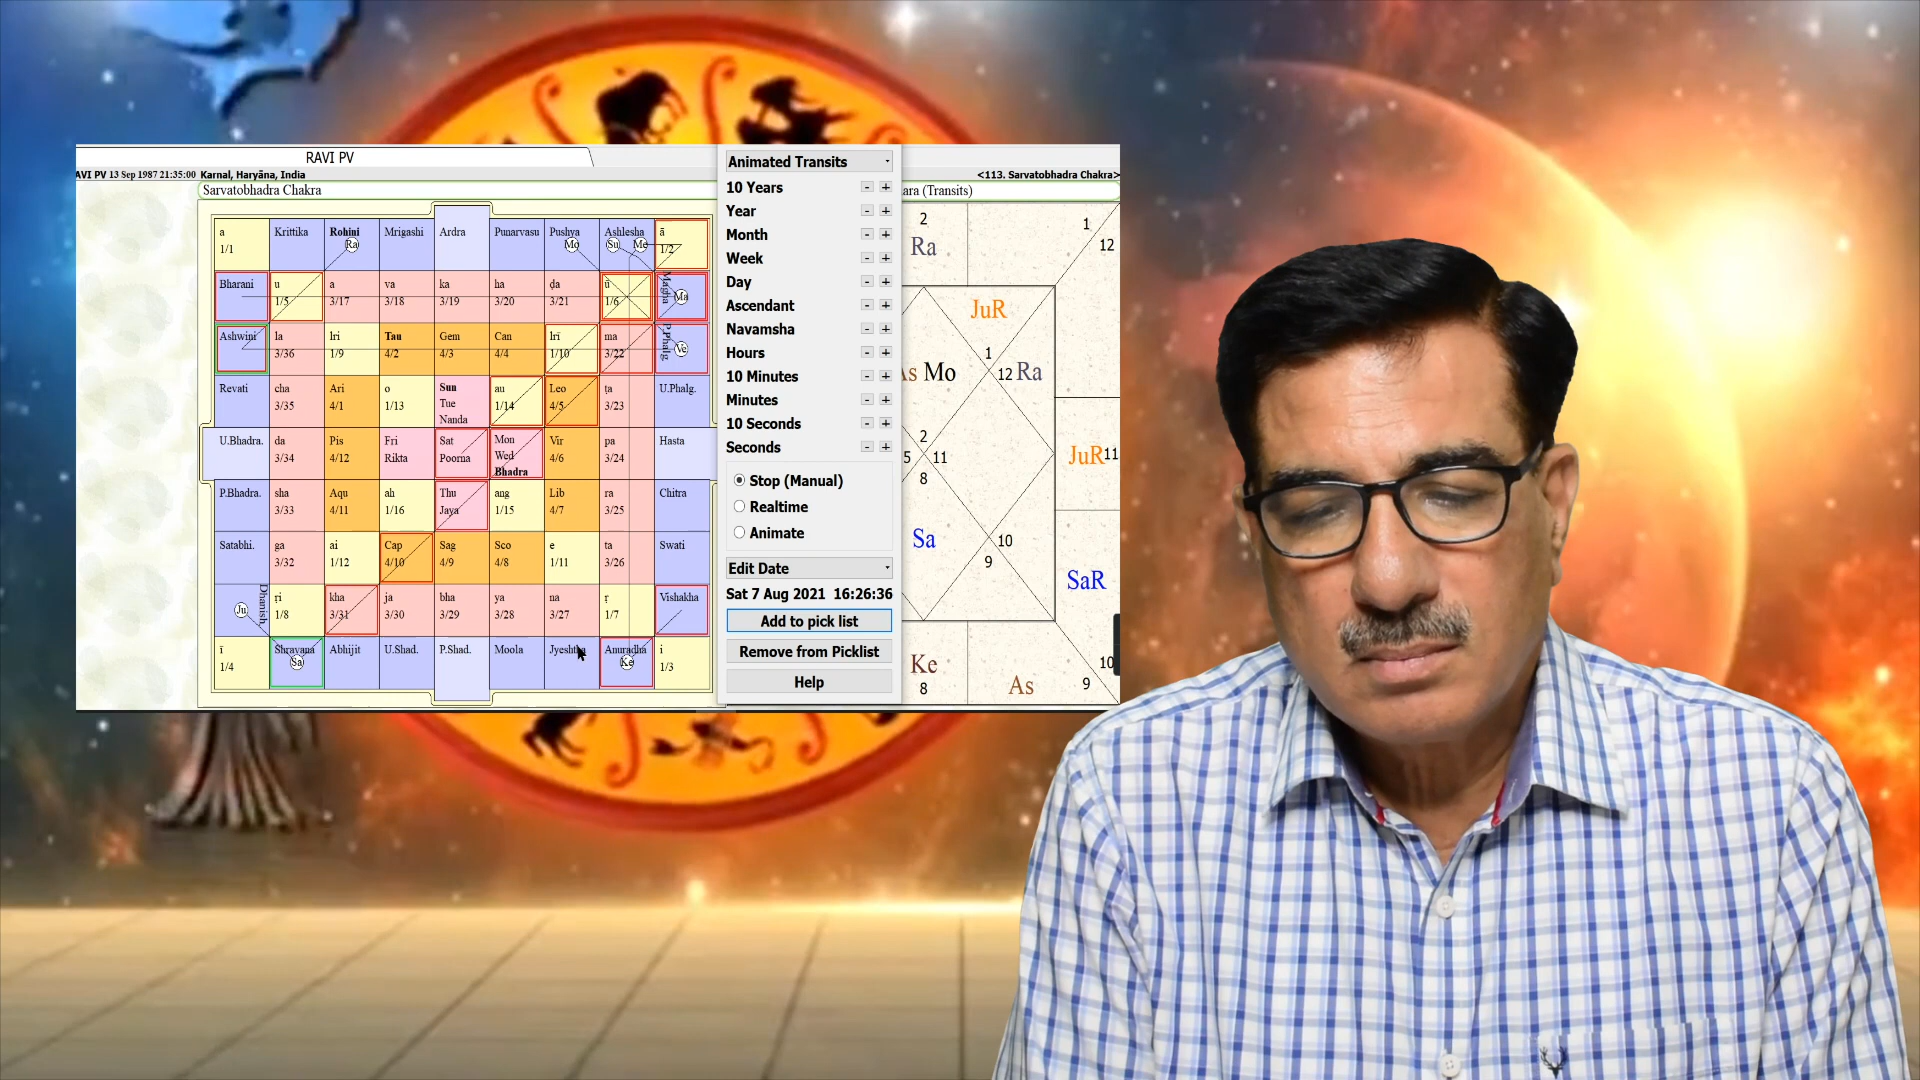 RAVI PV
AVI PV 13 Sep 1987 21:35:00 Karnal, Haryāna, India
<113. Sarvatobhadra Chakra>
Sarvatobhadra Chakra
ara (Transits)
a Krittika Rohini Mrigashi Ardra Punarvasu Pushya Ashlesha ā
1/1 Ra Mo Su Me 1/2
Bharani u a va ka ha ḍa ū Magha
1/5 3/17 3/18 3/19 3/20 3/21 1/6 Ma
Ashwini la lri Tau Gem Can lrī ma P.Phalg.
3/36 1/9 4/2 4/3 4/4 1/10 3/22 Ve
Revati cha Ari o Sun au Leo ṭa U.Phalg.
3/35 4/1 1/13 Tue 1/14 4/5 3/23
Nanda
U.Bhadra. da Pis Fri Sat Mon Vir pa Hasta
3/34 4/12 Rikta Poorna Wed 4/6 3/24
Bhadra
P.Bhadra. sha Aqu ah Thu ang Lib ra Chitra
3/33 4/11 1/16 Jaya 1/15 4/7 3/25
Satabhi. ga ai Cap Sag Sco e ta Swati
3/32 1/12 4/10 4/9 4/8 1/11 3/26
Dhanish. ṛi kha ja bha ya na ṛ Vishakha
Ju 1/8 3/31 3/30 3/29 3/28 3/27 1/7
ī Shravana Abhijit U.Shad. P.Shad. Moola Jyeshtha Anuradha i
1/4 Sa Ke 1/3
Animated Transits
10 Years - +
Year - +
Month - +
Week - +
Day - +
Ascendant - +
Navamsha - +
Hours - +
10 Minutes - +
Minutes - +
10 Seconds - +
Seconds - +
Stop (Manual)
Realtime
Animate
Edit Date
Sat 7 Aug 2021 16:26:36
Add to pick list
Remove from Picklist
Help
2 1
Ra 12
JuR
1
As Mo 12 Ra
2
5 11 JuR 11
8
Sa 10
9 SaR
Ke 10
8 As 9